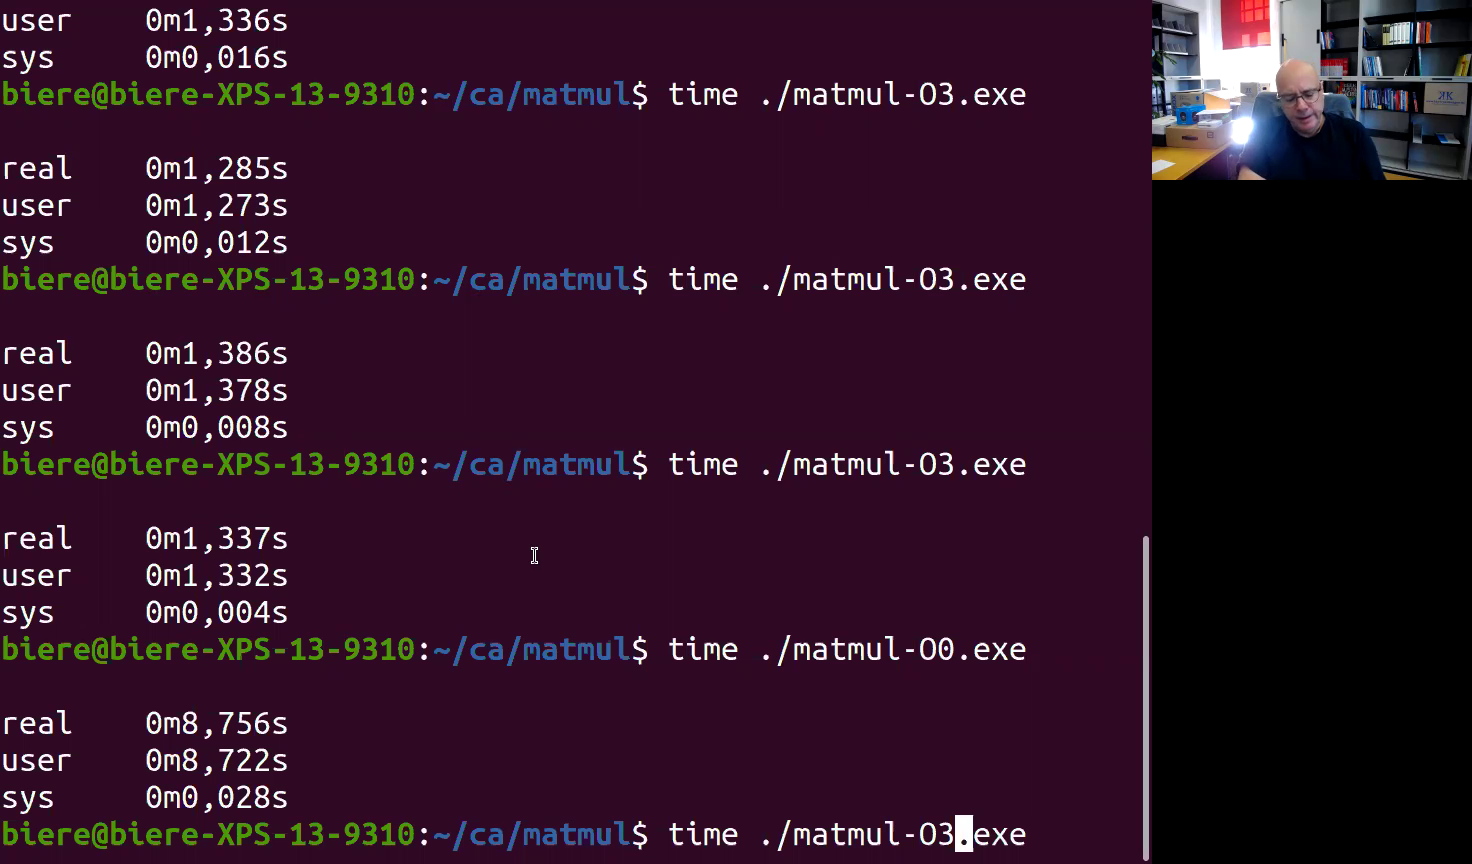 user    0m1,336s
sys     0m0,016s
biere@biere-XPS-13-9310:~/ca/matmul$ time ./matmul-O3.exe
real    0m1,285s
user    0m1,273s
sys     0m0,012s
biere@biere-XPS-13-9310:~/ca/matmul$ time ./matmul-O3.exe
real    0m1,386s
user    0m1,378s
sys     0m0,008s
biere@biere-XPS-13-9310:~/ca/matmul$ time ./matmul-O3.exe
real    0m1,337s
user    0m1,332s
sys     0m0,004s
biere@biere-XPS-13-9310:~/ca/matmul$ time ./matmul-O0.exe
real    0m8,756s
user    0m8,722s
sys     0m0,028s
biere@biere-XPS-13-9310:~/ca/matmul$ time ./matmul-O3.exe